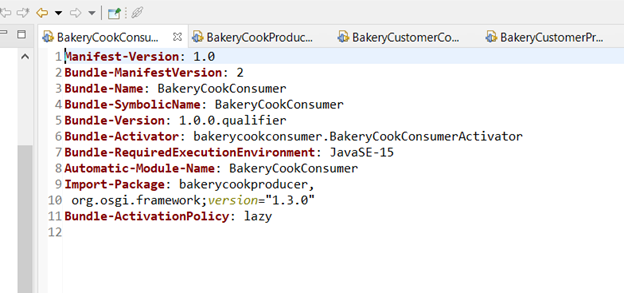 BakeryCookConsu... BakeryCookProduc... BakeryCustomerCo... BakeryCustomerPr...
1 Manifest-Version: 1.0
2 Bundle-ManifestVersion: 2
3 Bundle-Name: BakeryCookConsumer
4 Bundle-SymbolicName: BakeryCookConsumer
5 Bundle-Version: 1.0.0.qualifier
6 Bundle-Activator: bakerycookconsumer.BakeryCookConsumerActivator
7 Bundle-RequiredExecutionEnvironment: JavaSE-15
8 Automatic-Module-Name: BakeryCookConsumer
9 Import-Package: bakerycookproducer,
10 org.osgi.framework;version="1.3.0"
11 Bundle-ActivationPolicy: lazy
12